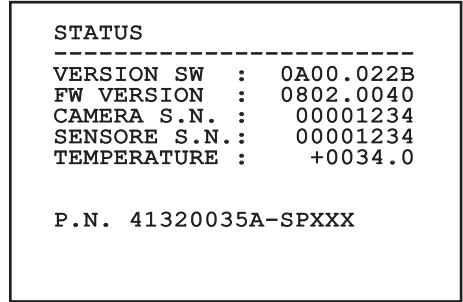 STATUS
------------------------
VERSION SW : 0A00.022B
FW VERSION : 0802.0040
CAMERA S.N. : 00001234
SENSORE S.N.: 00001234
TEMPERATURE : +0034.0
P.N. 41320035A-SPXXX